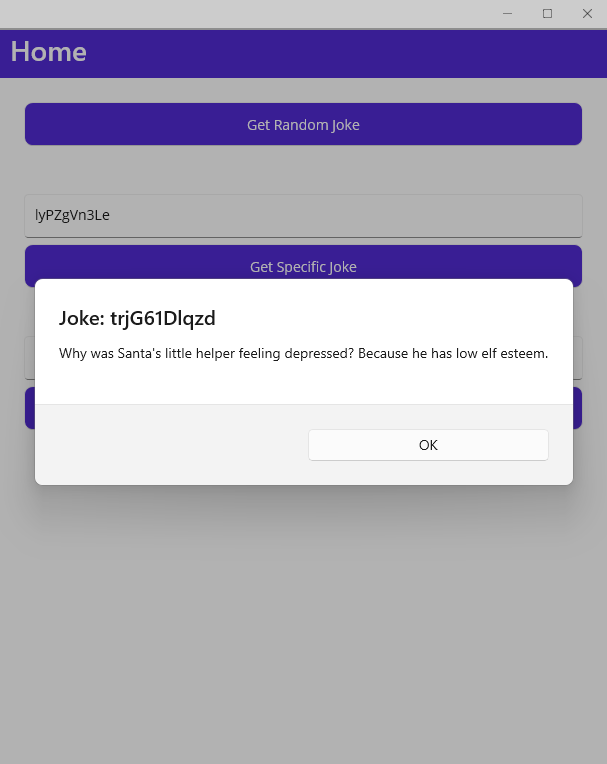 Home
Get Random Joke
lyPZgVn3Le
Get Specific Joke
Joke: trjG61Dlqzd
Why was Santa's little helper feeling depressed? Because he has low elf esteem.
OK